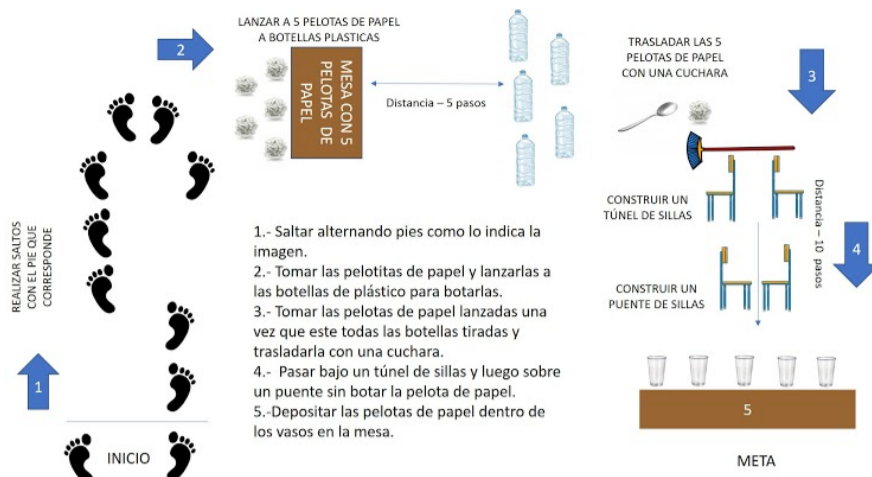 2
LANZAR A 5 PELOTAS DE PAPEL
A BOTELLAS PLASTICAS
MESA CON 5
PELOTAS DE
PAPEL
Distancia – 5 pasos
TRASLADAR LAS 5
PELOTAS DE PAPEL
CON UNA CUCHARA
3
CONSTRUIR UN
TÚNEL DE SILLAS
Distancia – 10
pasos
4
CONSTRUIR UN
PUENTE DE SILLAS
REALIZAR SALTOS
CON EL PIE QUE
CORRESPONDE
1
INICIO
1.- Saltar alternando pies como lo indica la
imagen.
2.- Tomar las pelotitas de papel y lanzarlas a
las botellas de plástico para botarlas.
3.- Tomar las pelotas de papel lanzadas una
vez que este todas las botellas tiradas y
trasladarla con una cuchara.
4.- Pasar bajo un túnel de sillas y luego sobre
un puente sin botar la pelota de papel.
5.-Depositar las pelotas de papel dentro de
los vasos en la mesa.
5
META